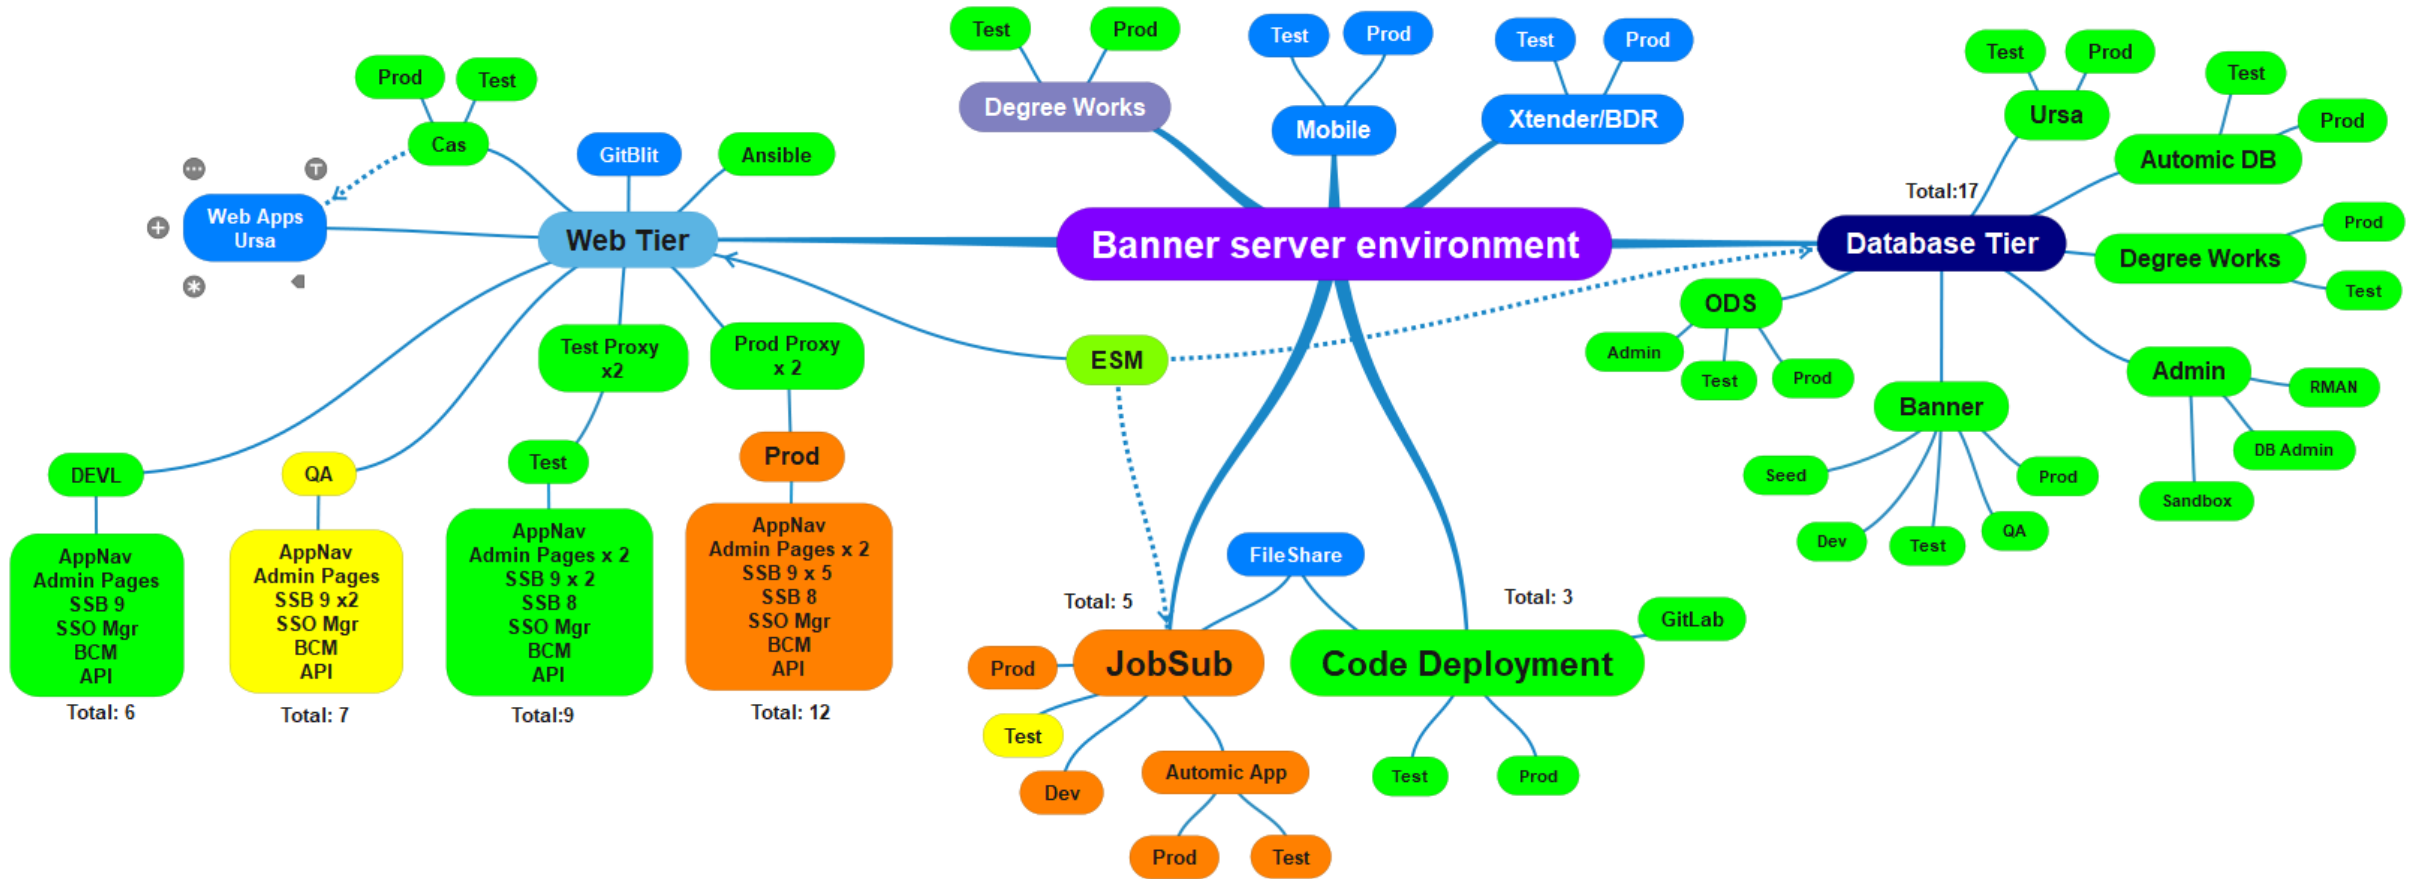 Test
Prod
Degree Works
Test
Prod
Mobile
Test
Prod
Xtender/BDR
Banner server environment
Prod
Test
Cas
GitBlit
Ansible
Web Apps
Ursa
Web Tier
Test Proxy
x2
Prod Proxy
x 2
DEVL
AppNav
Admin Pages
SSB 9
SSO Mgr
BCM
API
Total: 6
QA
AppNav
Admin Pages
SSB 9 x2
SSO Mgr
BCM
API
Total: 7
Test
AppNav
Admin Pages x 2
SSB 9 x 2
SSB 8
SSO Mgr
BCM
API
Total:9
Prod
AppNav
Admin Pages x 2
SSB 9 x 5
SSB 8
SSO Mgr
BCM
API
Total: 12
ESM
FileShare
Total: 5
JobSub
Prod
Test
Dev
Automic App
Prod
Test
Total: 3
Code Deployment
GitLab
Test
Prod
Test
Prod
Ursa
Test
Prod
Automic DB
Total:17
Database Tier
Prod
Degree Works
Test
ODS
Admin
Test
Prod
Banner
Seed
Dev
Test
QA
Prod
Admin
RMAN
DB Admin
Sandbox
T